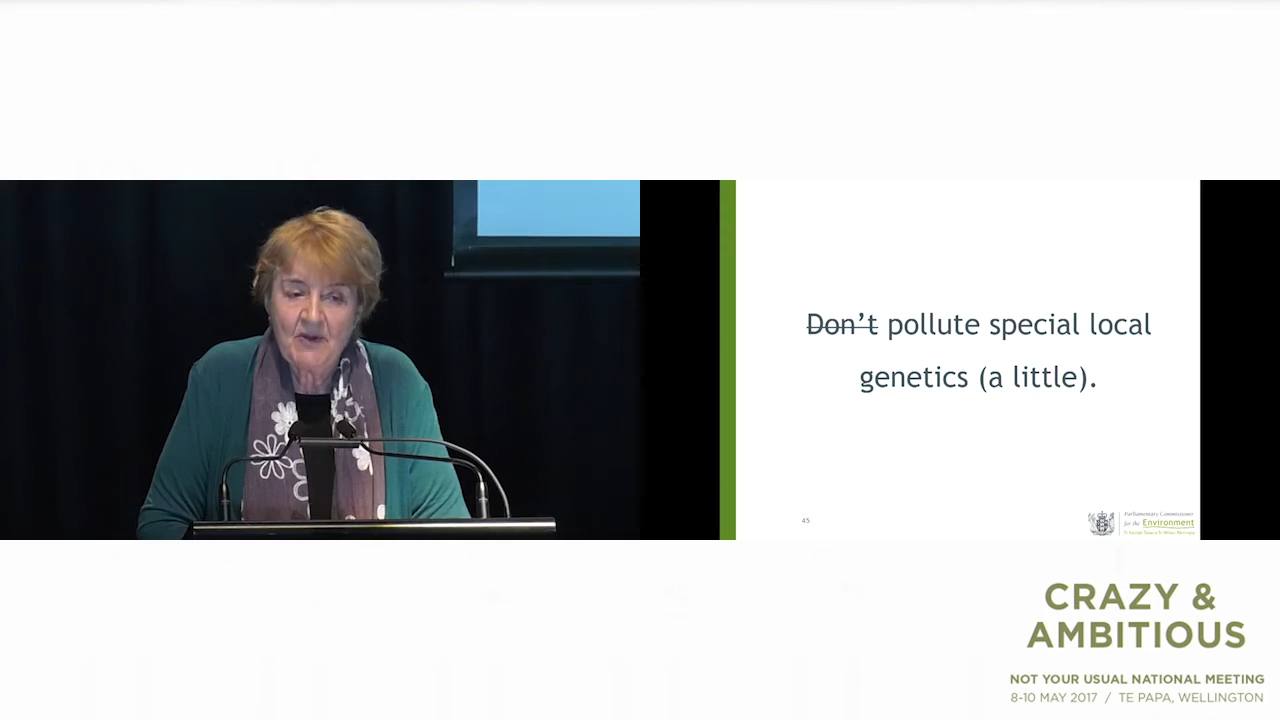 Don't pollute special local
genetics (a little).
45
Parliamentary Commissioner
for the Environment
CRAZY &
AMBITIOUS
NOT YOUR USUAL NATIONAL MEETING
8-10 MAY 2017 / TE PAPA, WELLINGTON